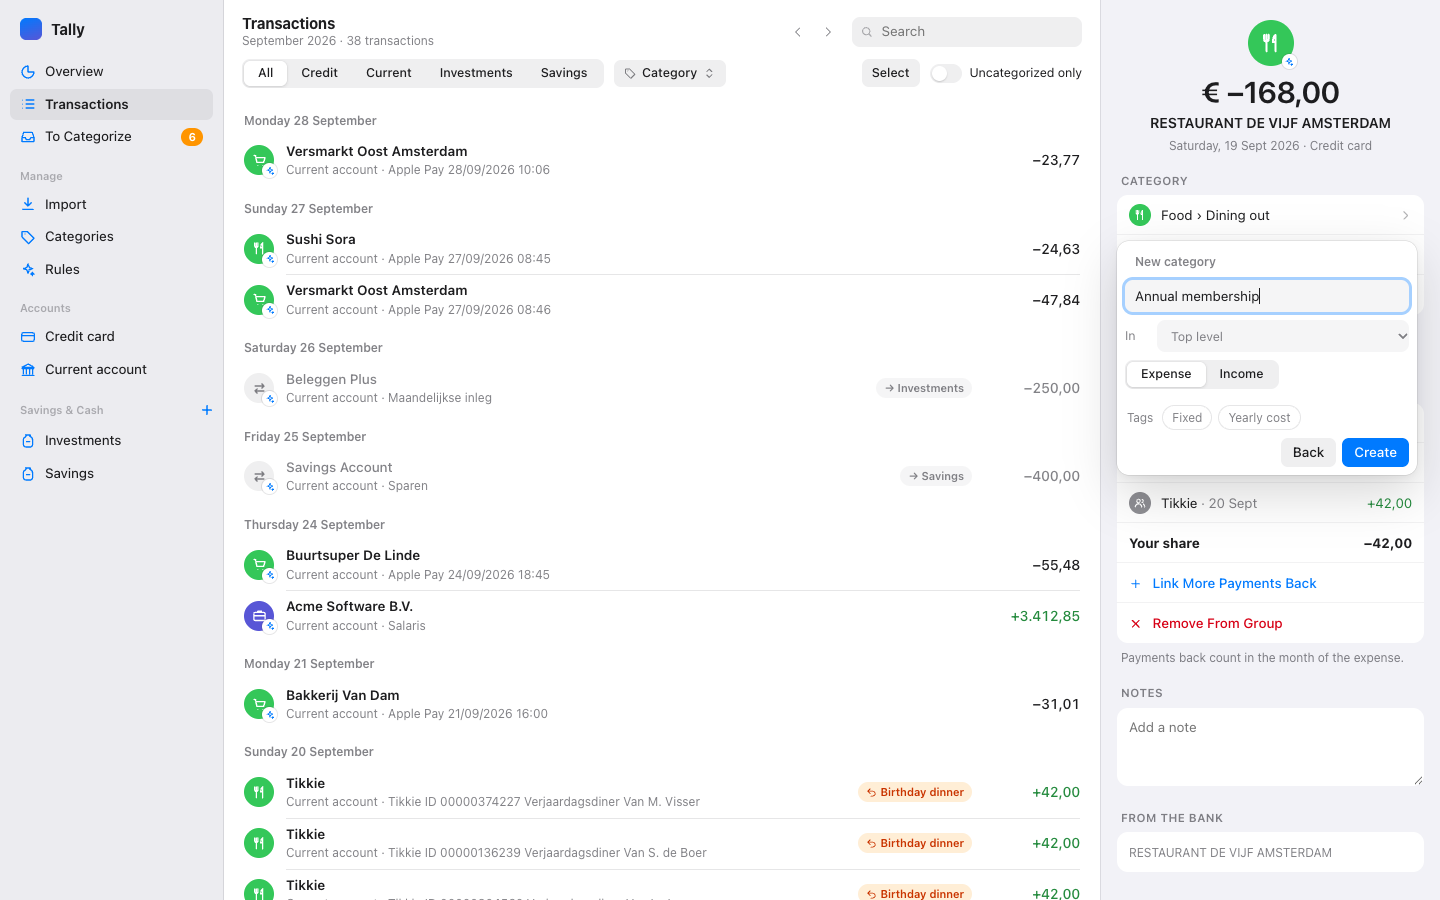 Tally
Overview
Transactions
To Categorize 6
Manage
Import
Categories
Rules
Accounts
Credit card
Current account
Savings & Cash +
Investments
Savings
Transactions
September 2026 · 38 transactions
Search
All Credit Current Investments Savings
Category
Select
Uncategorized only
Monday 28 September
Versmarkt Oost Amsterdam
Current account · Apple Pay 28/09/2026 10:06
−23,77
Sunday 27 September
Sushi Sora
Current account · Apple Pay 27/09/2026 08:45
−24,63
Versmarkt Oost Amsterdam
Current account · Apple Pay 27/09/2026 08:46
−47,84
Saturday 26 September
Beleggen Plus
Current account · Maandelijkse inleg
→ Investments
−250,00
Friday 25 September
Savings Account
Current account · Sparen
→ Savings
−400,00
Thursday 24 September
Buurtsuper De Linde
Current account · Apple Pay 24/09/2026 18:45
−55,48
Acme Software B.V.
Current account · Salaris
+3.412,85
Monday 21 September
Bakkerij Van Dam
Current account · Apple Pay 21/09/2026 16:00
−31,01
Sunday 20 September
Tikkie
Current account · Tikkie ID 00000374227 Verjaardagsdiner Van M. Visser
Birthday dinner
+42,00
Tikkie
Current account · Tikkie ID 00000136239 Verjaardagsdiner Van S. de Boer
Birthday dinner
+42,00
Tikkie
Birthday dinner
+42,00
€ −168,00
RESTAURANT DE VIJF AMSTERDAM
Saturday, 19 Sept 2026 · Credit card
CATEGORY
Food › Dining out
New category
Annual membership
In Top level
Expense Income
Tags Fixed Yearly cost
Back Create
Tikkie · 20 Sept +42,00
Your share −42,00
+ Link More Payments Back
× Remove From Group
Payments back count in the month of the expense.
NOTES
Add a note
FROM THE BANK
RESTAURANT DE VIJF AMSTERDAM